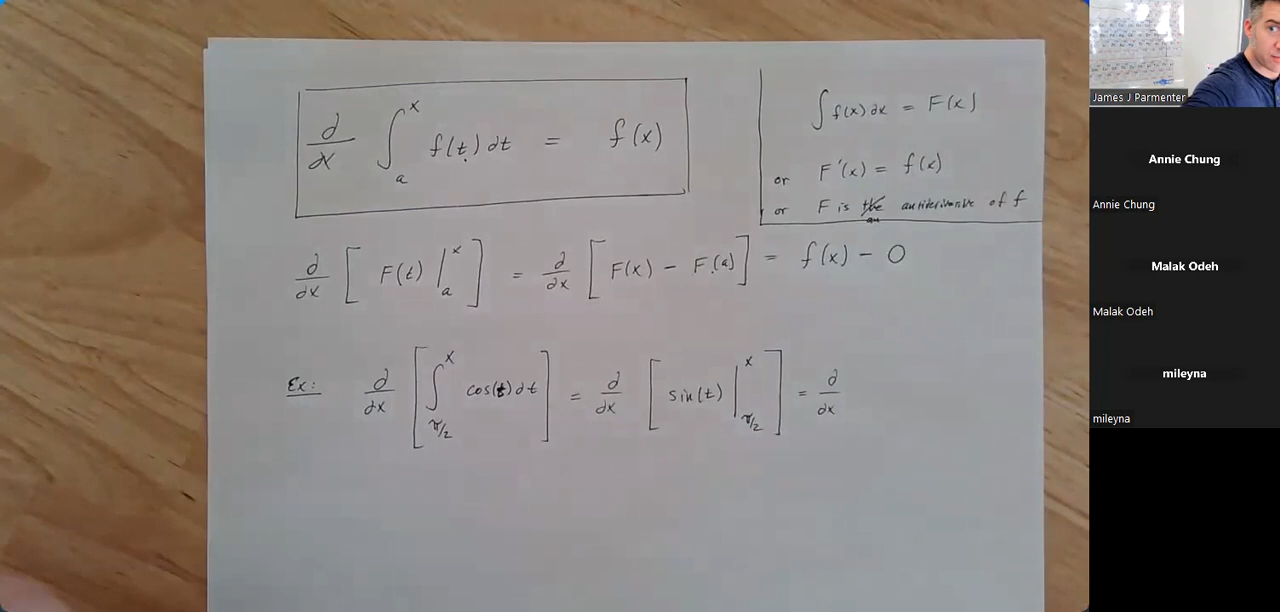 d/dx ∫_a^x f(t) dt = f(x)
∫ f(x) dx = F(x)
or F'(x) = f(x)
or F is the an antiderivative of f
d/dx [ F(t) |_a^x ] = d/dx [ F(x) - F(a) ] = f(x) - 0
Ex: d/dx [ ∫_{π/2}^x cos(t) dt ] = d/dx [ sin(t) |_{π/2}^x ] = d/dx
James J Parmenter
Annie Chung
Annie Chung
Malak Odeh
Malak Odeh
mileyna
mileyna